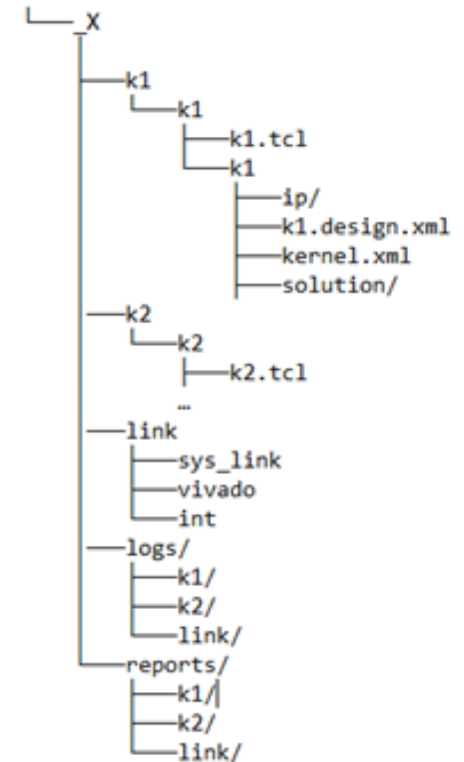 _X
k1
k1
k1.tcl
k1
ip/
k1.design.xml
kernel.xml
solution/
k2
k2
k2.tcl
…
link
sys_link
vivado
int
logs/
k1/
k2/
link/
reports/
k1/
k2/
link/